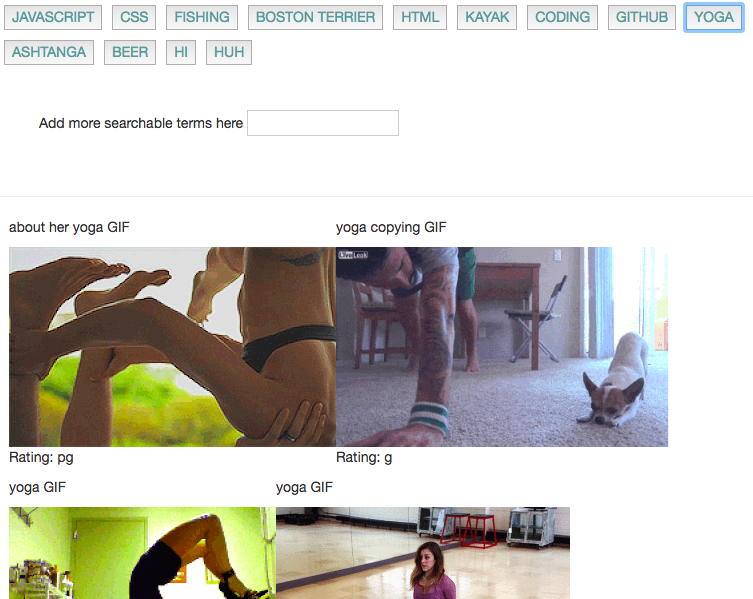 JAVASCRIPT CSS FISHING BOSTON TERRIER HTML KAYAK CODING GITHUB YOGA
ASHTANGA BEER HI HUH
Add more searchable terms here
about her yoga GIF yoga copying GIF
LiveLeak
Rating: pg Rating: g
yoga GIF yoga GIF